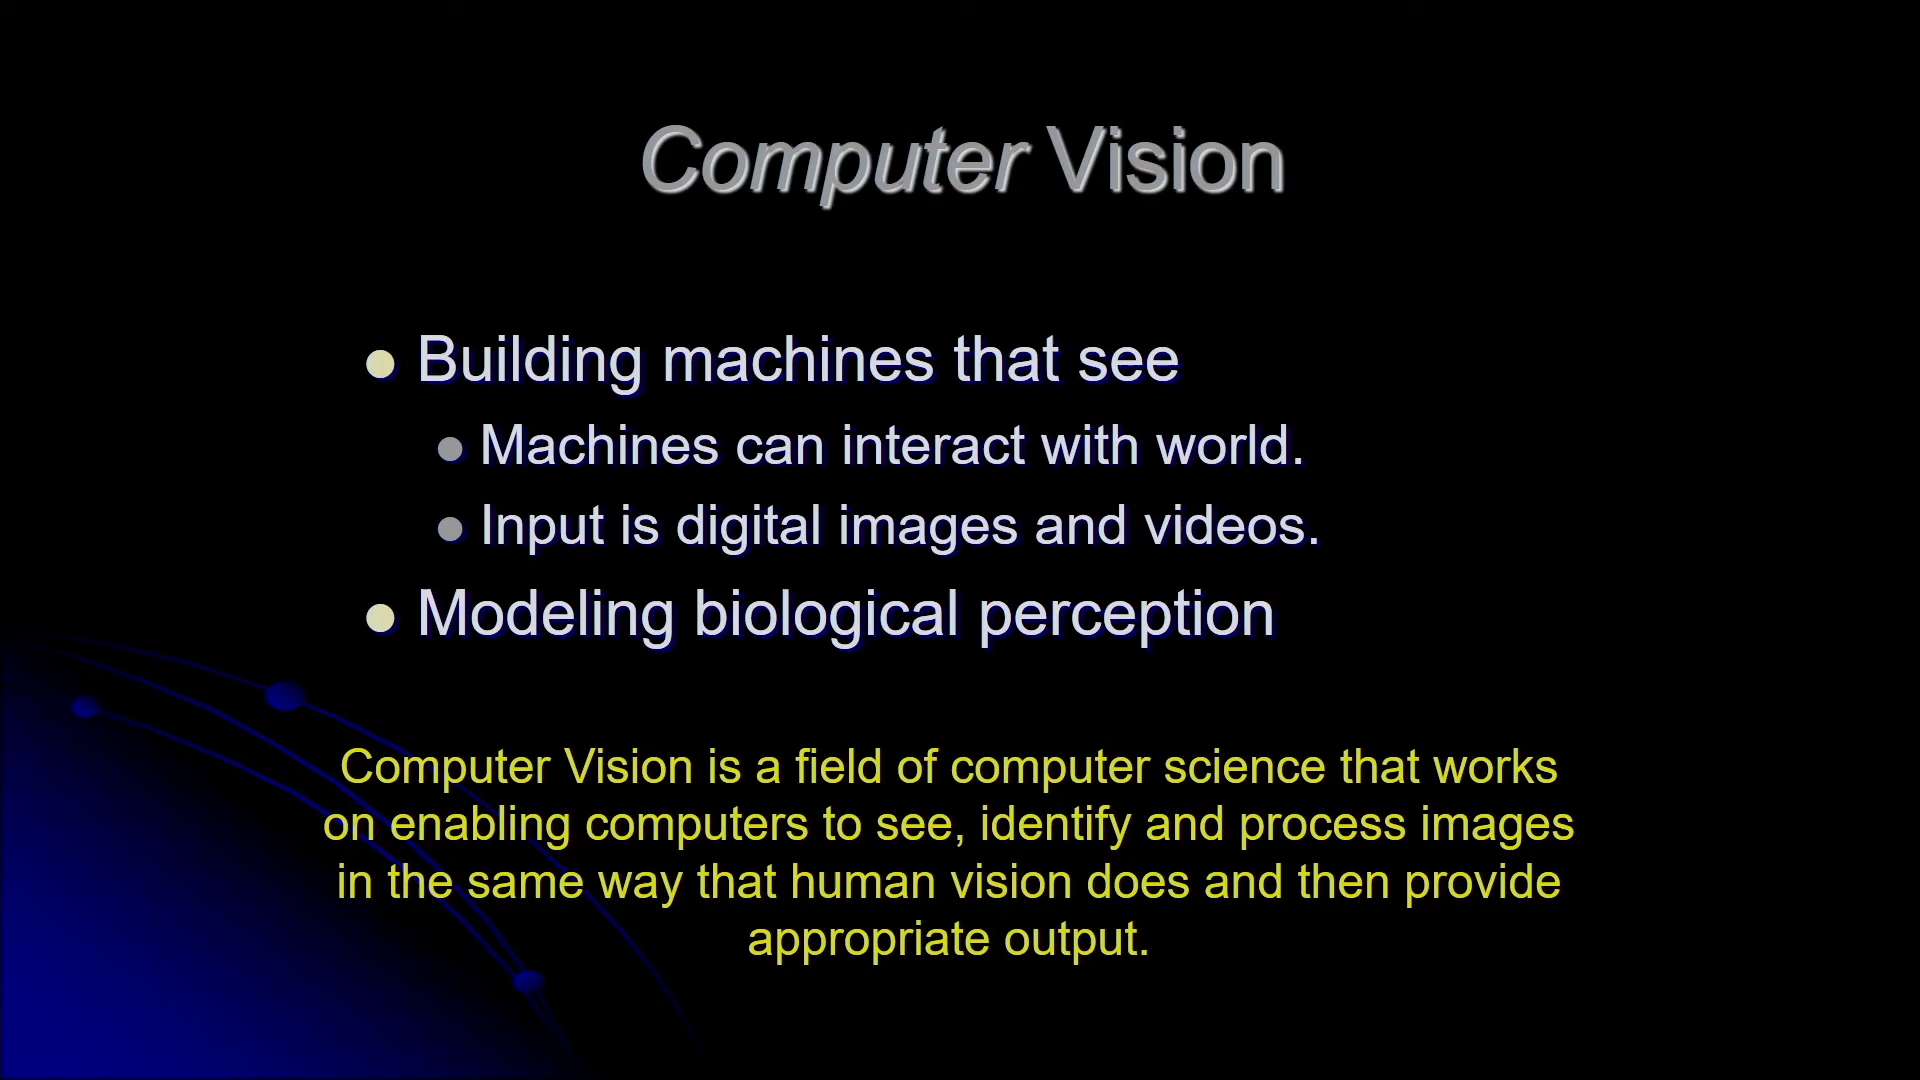 Computer Vision
Building machines that see
Machines can interact with world.
Input is digital images and videos.
Modeling biological perception
Computer Vision is a field of computer science that works
on enabling computers to see, identify and process images
in the same way that human vision does and then provide
appropriate output.